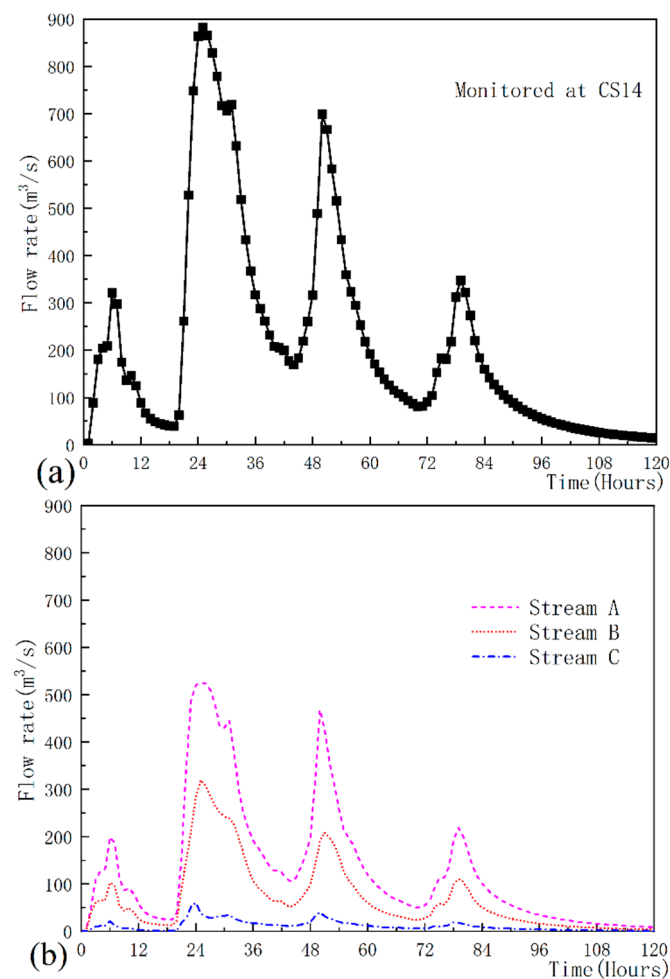 900
800
700
600
500
400
300
200
100
0
Flow rate(m³/s)
Monitored at CS14
0 12 24 36 48 60 72 84 96 108 120
Time(Hours)
(a)
900
800
700
600
500
400
300
200
100
0
Flow rate(m³/s)
Stream A
Stream B
Stream C
0 12 24 36 48 60 72 84 96 108 120
Time(Hours)
(b)